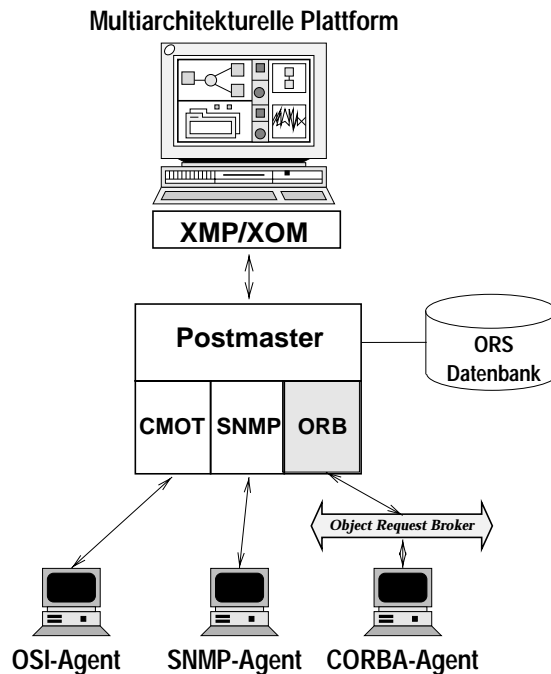 Multiarchitekturelle Plattform
XMP/XOM
Postmaster
ORS
Datenbank
CMOT
SNMP
ORB
Object Request Broker
OSI-Agent
SNMP-Agent
CORBA-Agent